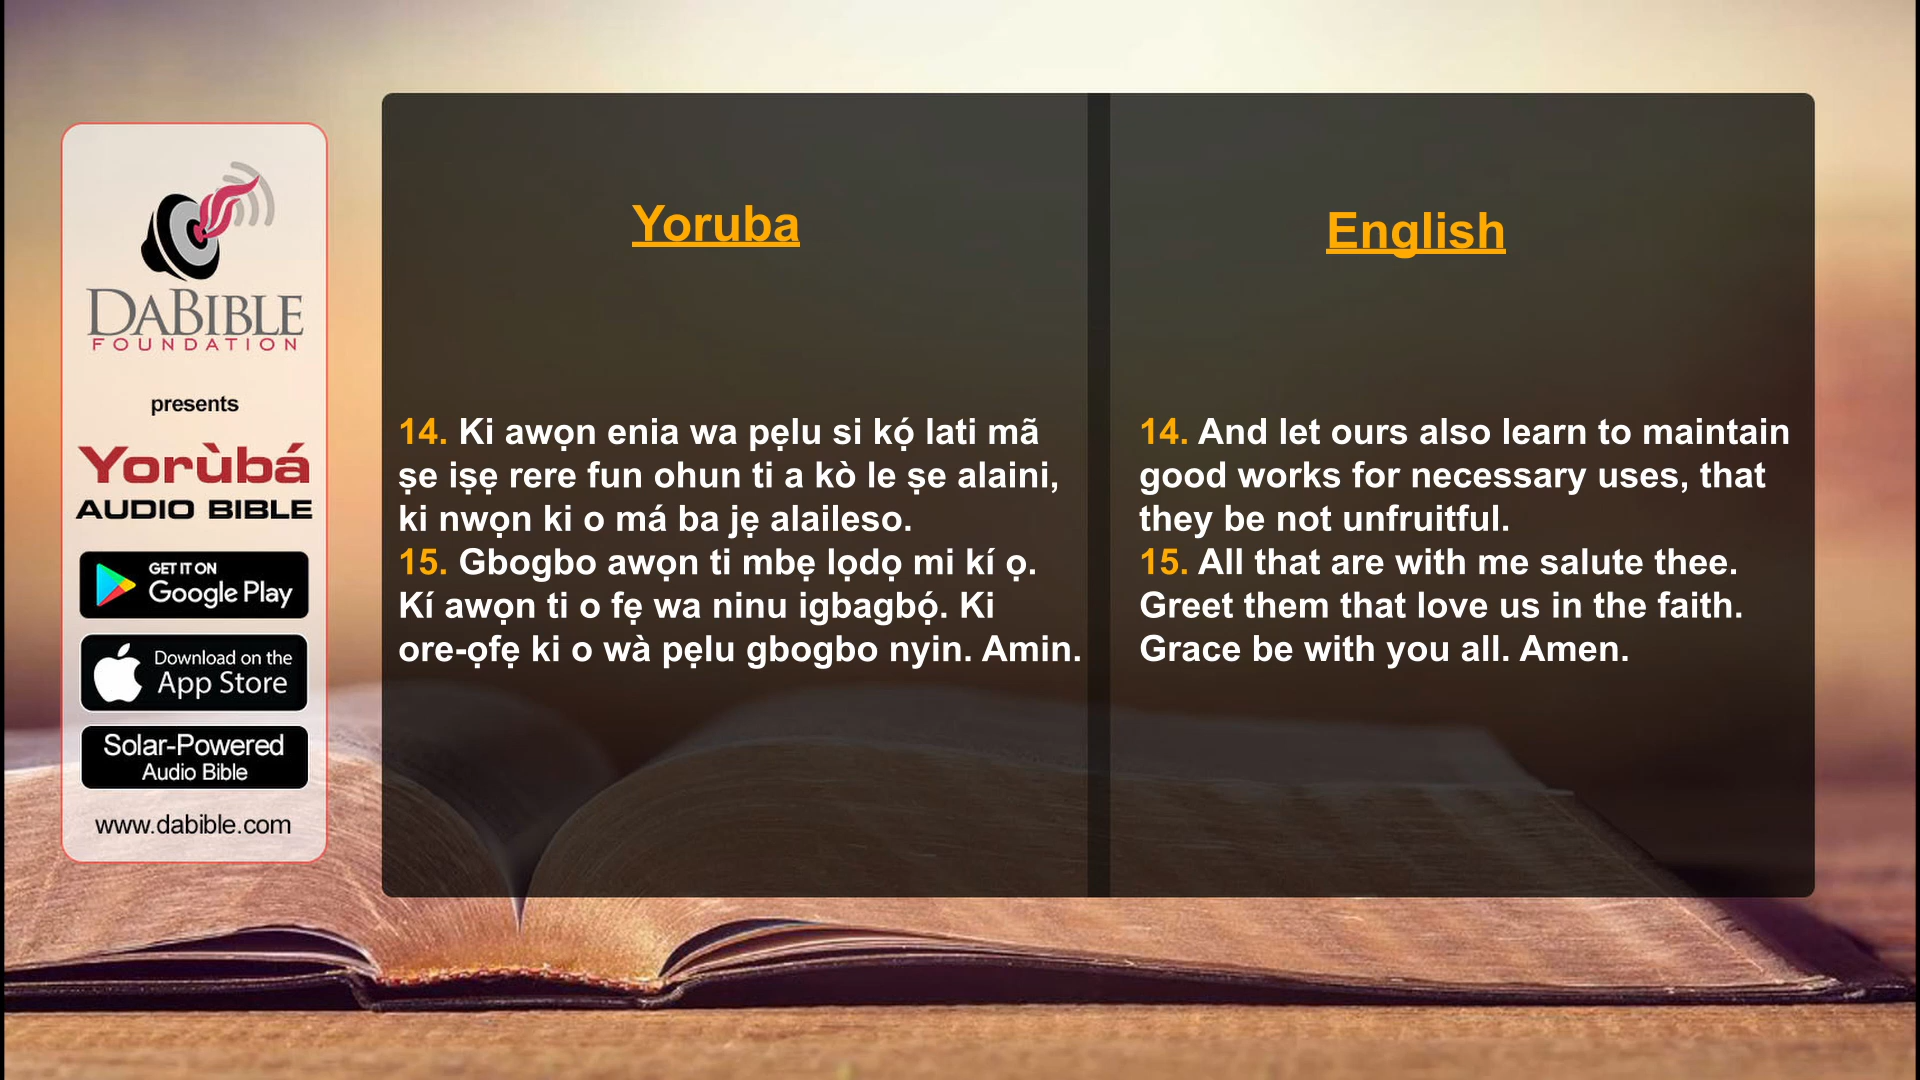 DABIBLE
FOUNDATION
presents
Yorùbá
AUDIO BIBLE
GET IT ON
Google Play
Download on the
App Store
Solar-Powered
Audio Bible
www.dabible.com
Yoruba
14. Ki awọn enia wa pẹlu si kọ́ lati mã
ṣe iṣẹ rere fun ohun ti a kò le ṣe alaini,
ki nwọn ki o má ba jẹ alaileso.
15. Gbogbo awọn ti mbẹ lọdọ mi kí ọ.
Kí awọn ti o fẹ wa ninu igbagbọ́. Ki
ore-ọfẹ ki o wà pẹlu gbogbo nyin. Amin.
English
14. And let ours also learn to maintain
good works for necessary uses, that
they be not unfruitful.
15. All that are with me salute thee.
Greet them that love us in the faith.
Grace be with you all. Amen.